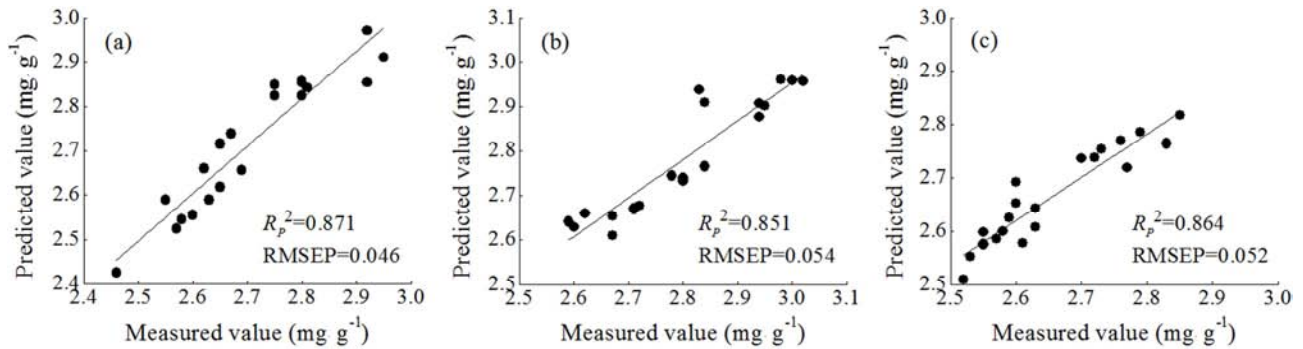 (a)
Predicted value (mg g⁻¹)
3.0
2.9
2.8
2.7
2.6
2.5
2.4
R_p²=0.871
RMSEP=0.046
2.4 2.5 2.6 2.7 2.8 2.9 3.0
Measured value (mg g⁻¹)
(b)
Predicted value (mg g⁻¹)
3.1
3.0
2.9
2.8
2.7
2.6
2.5
R_p²=0.851
RMSEP=0.054
2.5 2.6 2.7 2.8 2.9 3.0 3.1
Measured value (mg g⁻¹)
(c)
Predicted value (mg g⁻¹)
3.0
2.9
2.8
2.7
2.6
2.5
R_p²=0.864
RMSEP=0.052
2.5 2.6 2.7 2.8 2.9 3.0
Measured value (mg g⁻¹)